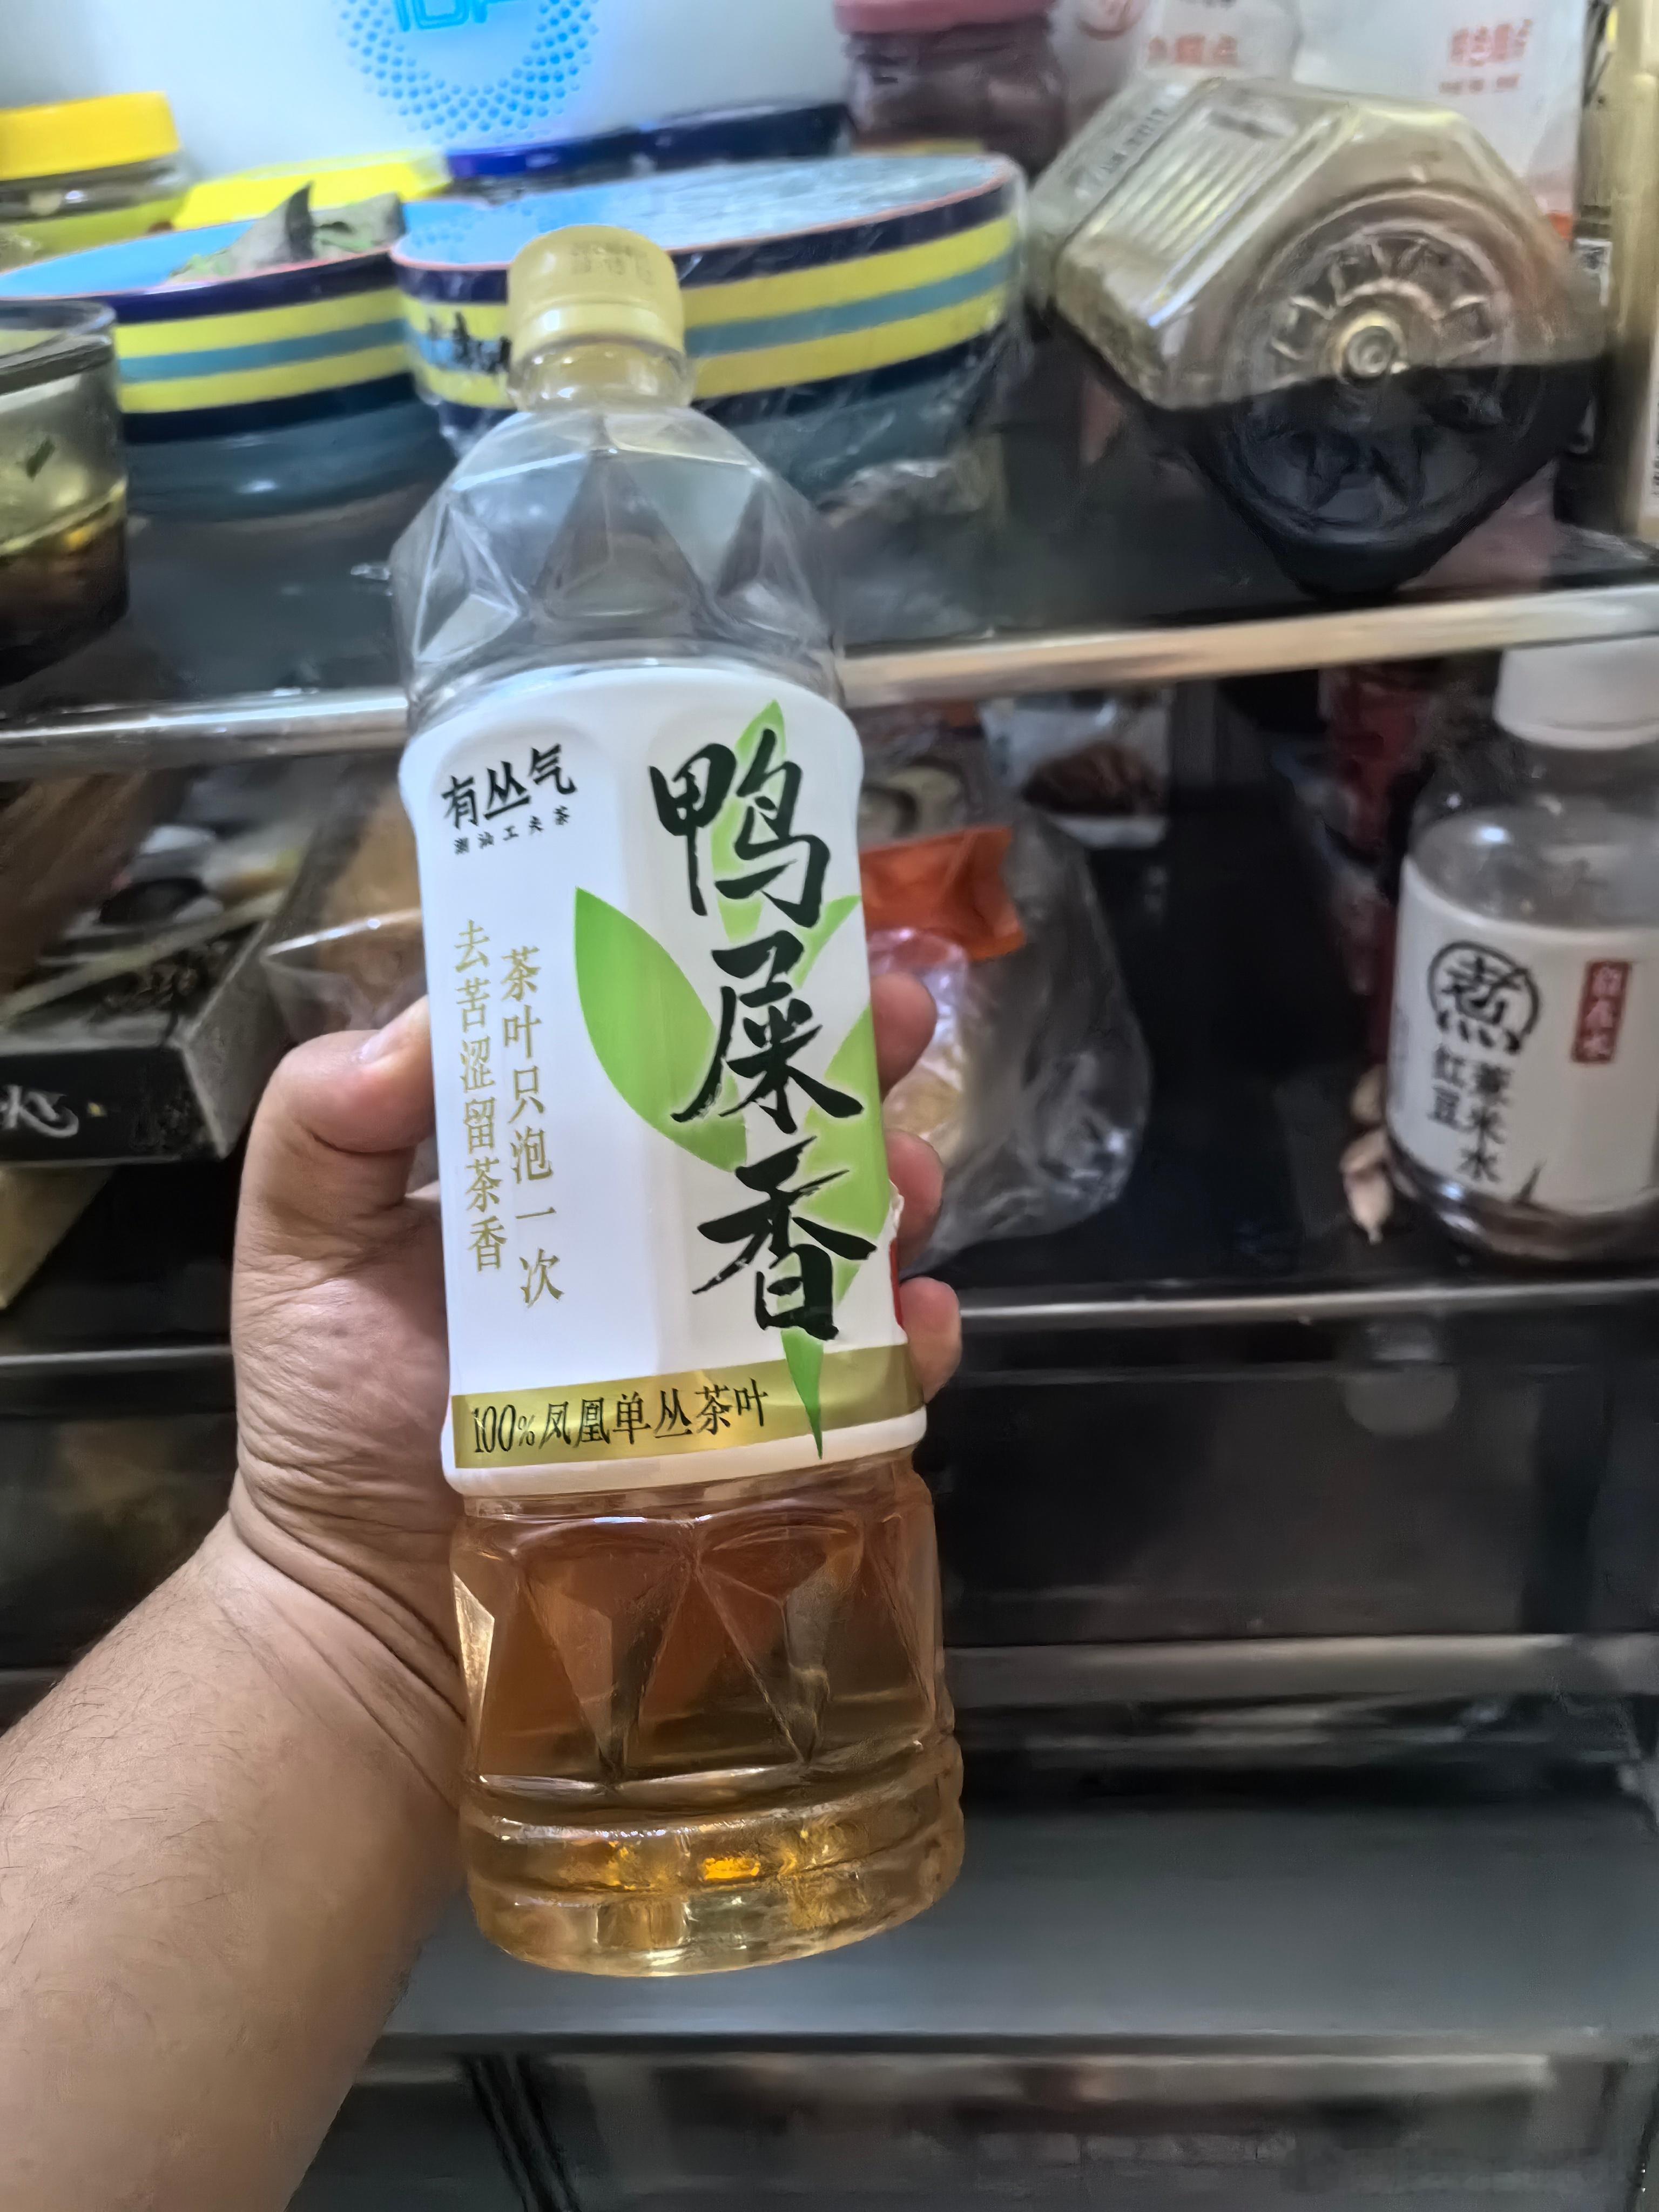 有丛气
潮汕工夫茶
鸭屎香
茶叶只泡一次
去苦涩留茶香
100%凤凰单丛茶叶
煮
红豆
薏米水